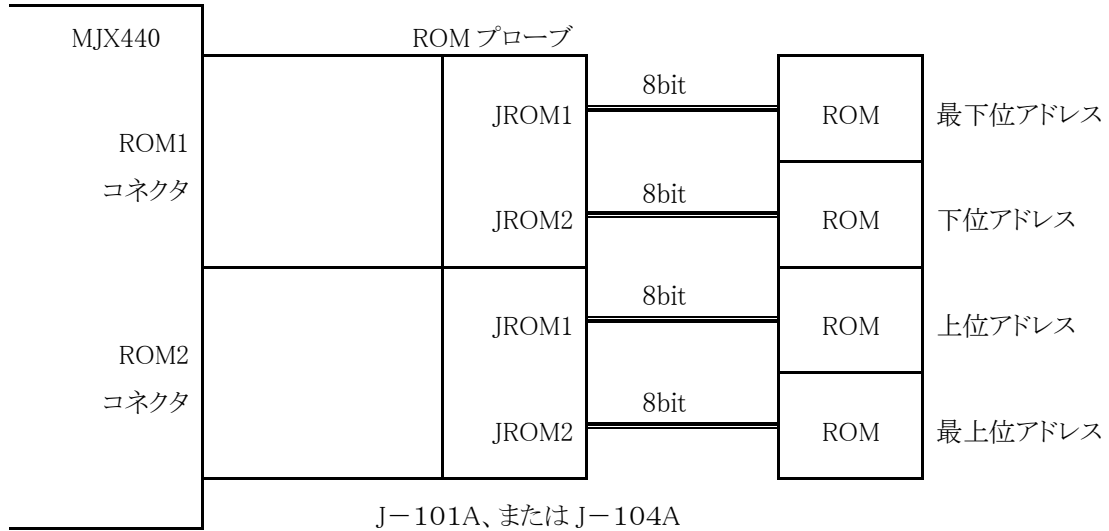 MJX440
ROM プローブ
8bit
JROM1
ROM
最下位アドレス
ROM1
コネクタ
8bit
JROM2
ROM
下位アドレス
8bit
JROM1
ROM
上位アドレス
ROM2
コネクタ
8bit
JROM2
ROM
最上位アドレス
J－101A、または J－104A